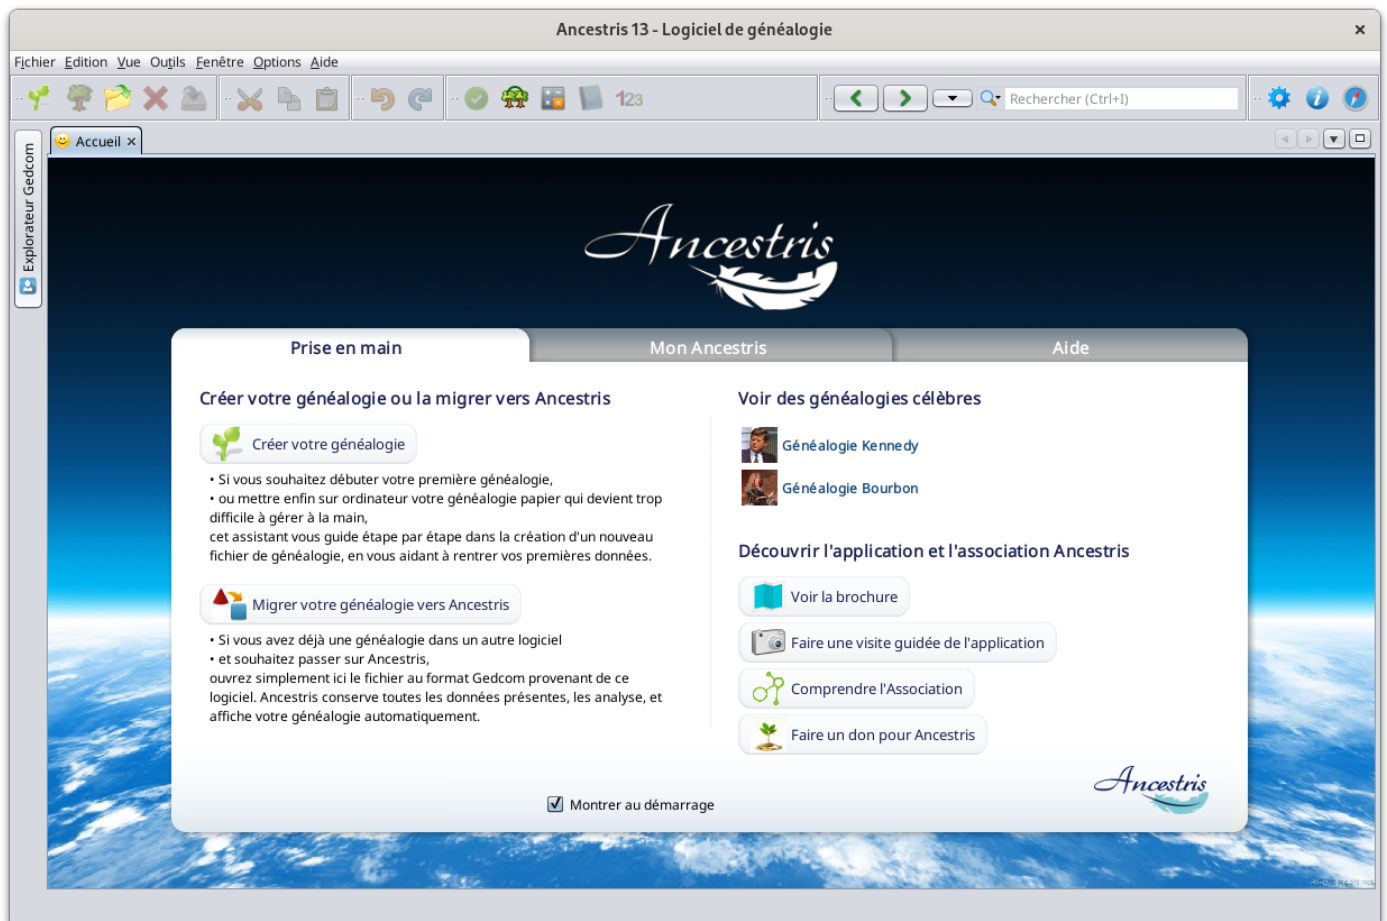 Ancestris 13 - Logiciel de généalogie
Fichier Edition Vue Outils Fenêtre Options Aide
123
Rechercher (Ctrl+I)
Explorateur Gedcom
Accueil
Ancestris
Prise en main
Mon Ancestris
Aide
Créer votre généalogie ou la migrer vers Ancestris
Créer votre généalogie
• Si vous souhaitez débuter votre première généalogie,
• ou mettre enfin sur ordinateur votre généalogie papier qui devient trop
difficile à gérer à la main,
cet assistant vous guide étape par étape dans la création d'un nouveau
fichier de généalogie, en vous aidant à rentrer vos premières données.
Migrer votre généalogie vers Ancestris
• Si vous avez déjà une généalogie dans un autre logiciel
• et souhaitez passer sur Ancestris,
ouvrez simplement ici le fichier au format Gedcom provenant de ce
logiciel. Ancestris conserve toutes les données présentes, les analyse, et
affiche votre généalogie automatiquement.
Voir des généalogies célèbres
Généalogie Kennedy
Généalogie Bourbon
Découvrir l'application et l'association Ancestris
Voir la brochure
Faire une visite guidée de l'application
Comprendre l'Association
Faire un don pour Ancestris
Ancestris
Montrer au démarrage